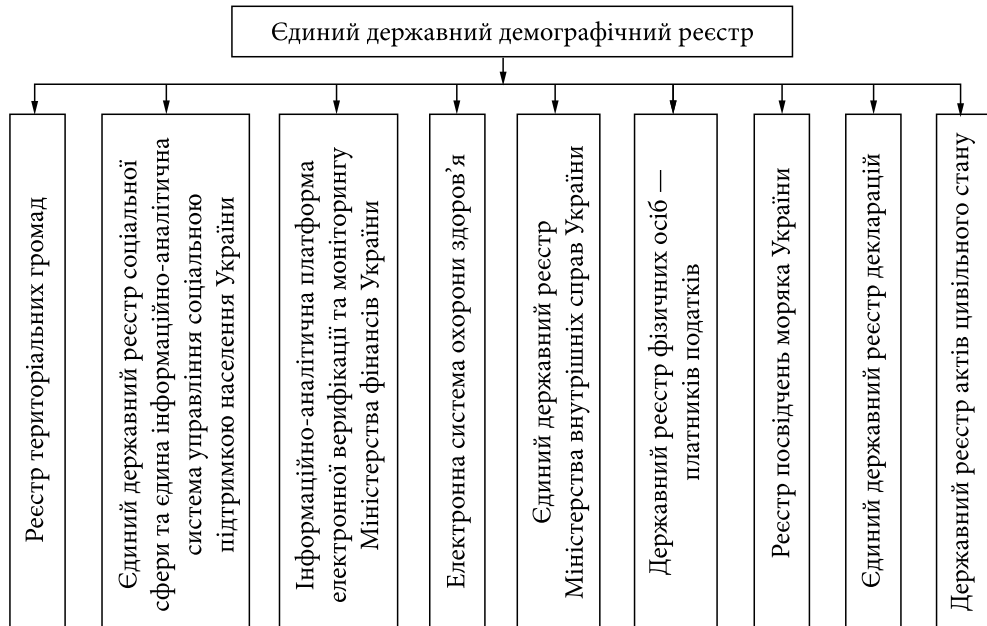 Єдиний державний демографічний реєстр
Реєстр територіальних громад
Єдиний державний реєстр соціальної
сфери та єдина інформаційно-аналітична
система управління соціальною
підтримкою населення України
Інформаційно-аналітична платформа
електронної верифікації та моніторингу
Міністерства фінансів України
Електронна система охорони здоров’я
Єдиний державний реєстр
Міністерства внутрішніх справ України
Державний реєстр фізичних осіб —
платників податків
Реєстр посвідчень моряка України
Єдиний державний реєстр декларацій
Державний реєстр актів цивільного стану